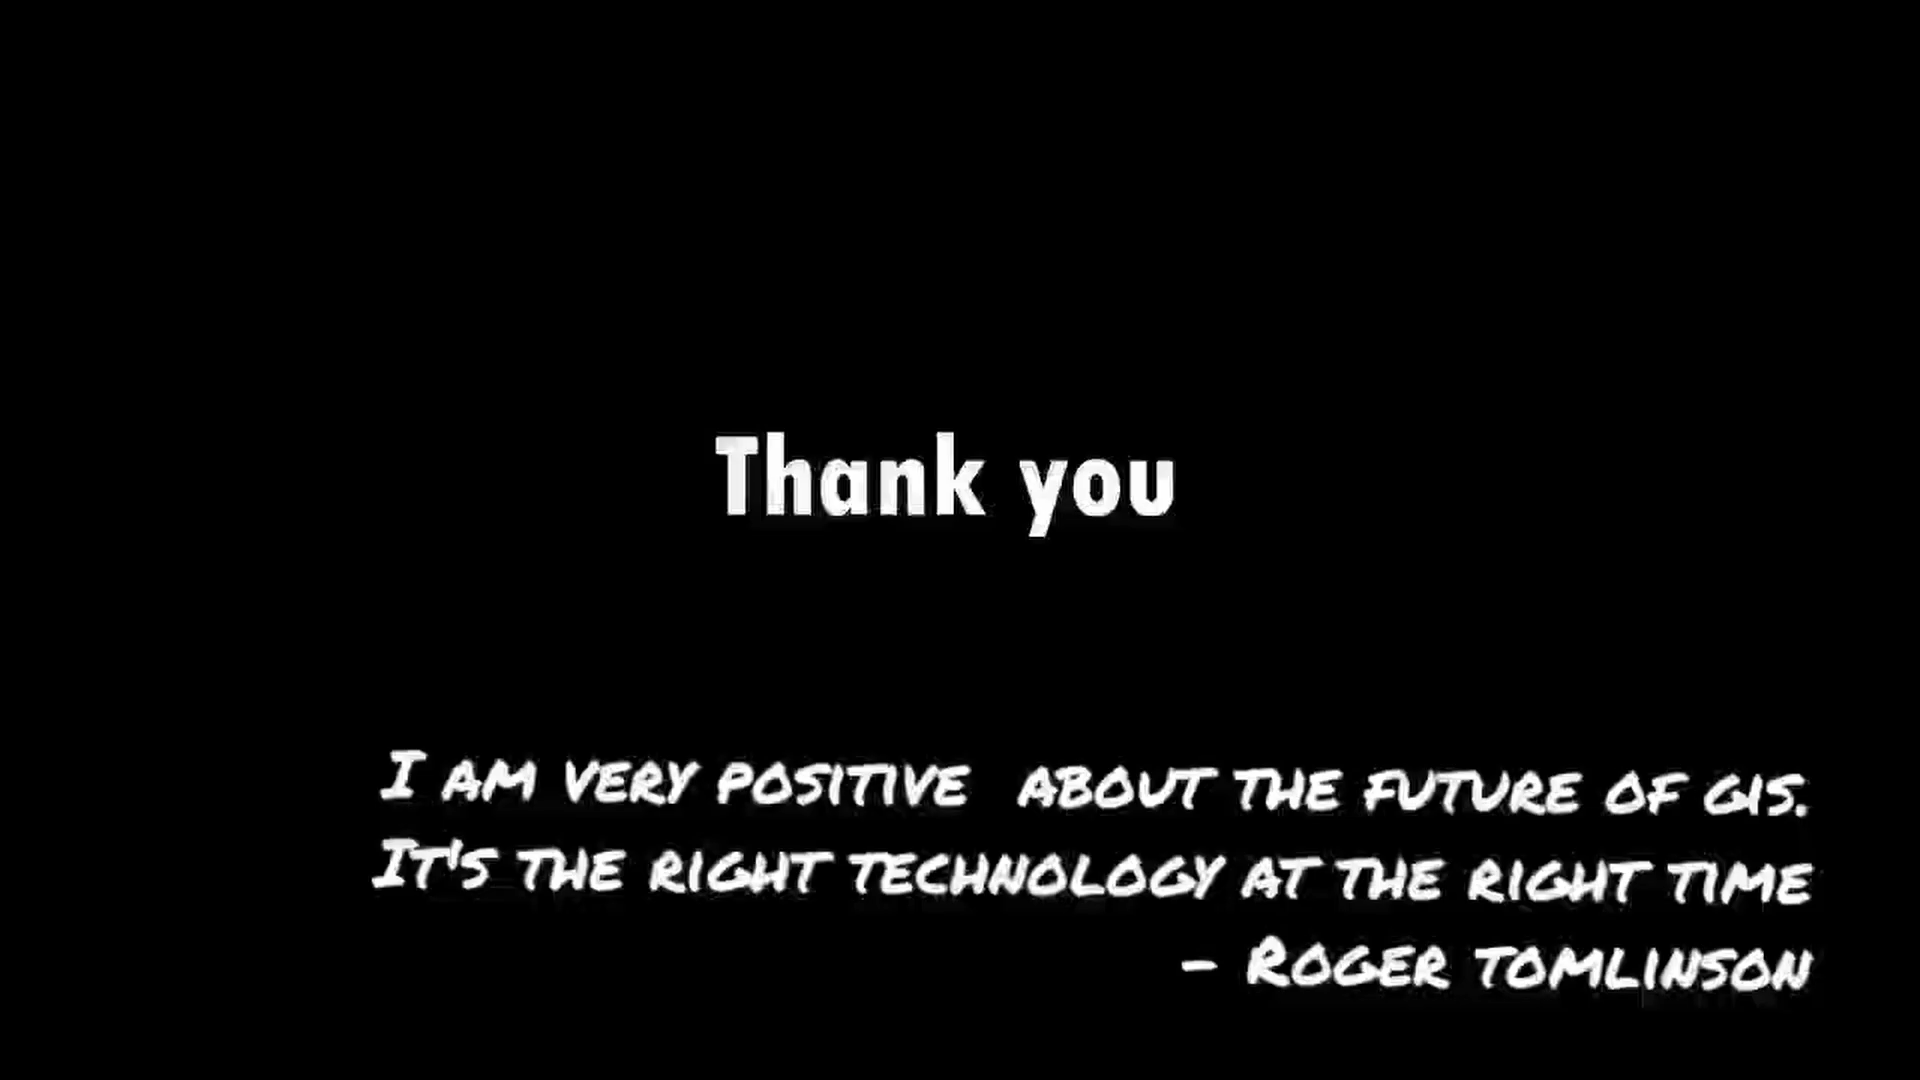 Thank you
I AM VERY POSITIVE ABOUT THE FUTURE OF GIS.
IT'S THE RIGHT TECHNOLOGY AT THE RIGHT TIME
- ROGER TOMLINSON